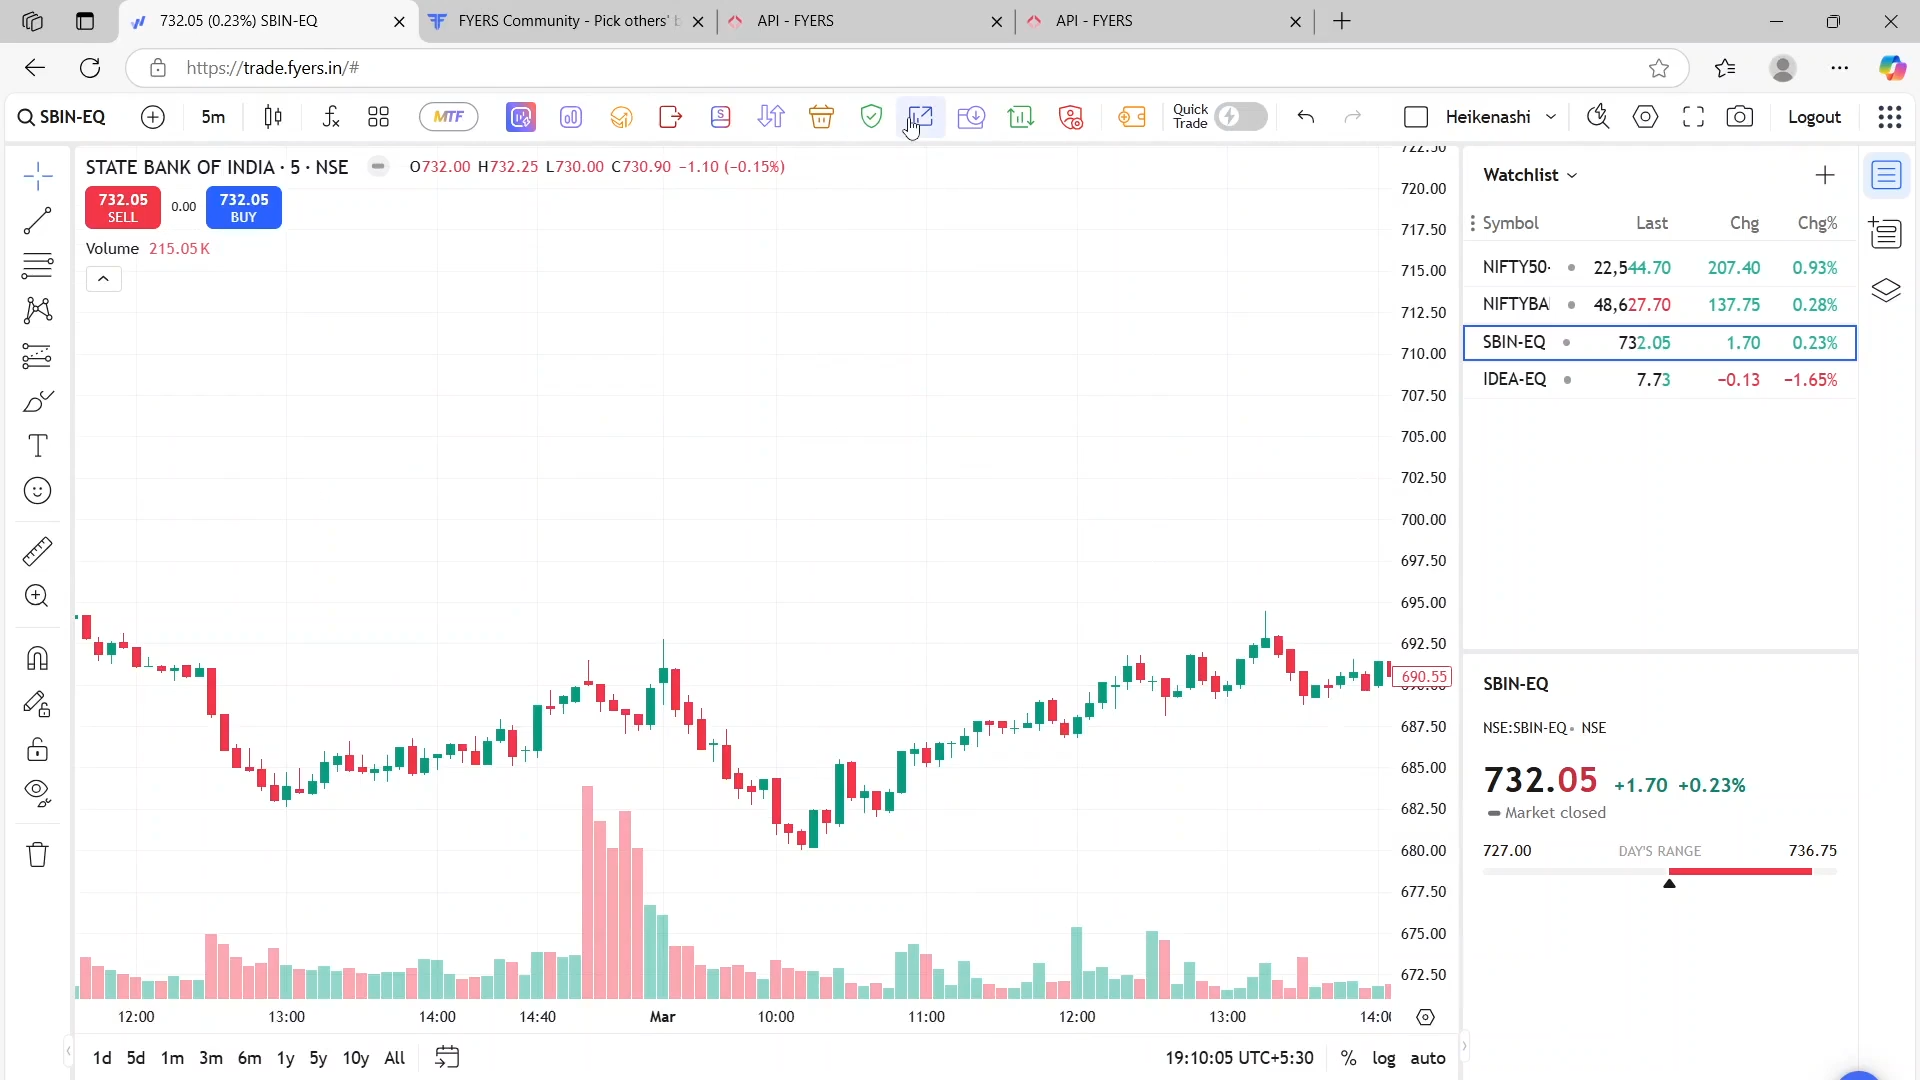 732.05 (0.23%) SBIN-EQ
FYERS Community - Pick others'
API - FYERS
API - FYERS
https://trade.fyers.in/#
SBIN-EQ
5m
MTF
Quick
Trade
Heikenashi
Logout
STATE BANK OF INDIA · 5 · NSE
O732.00 H732.25 L730.00 C730.90 −1.10 (−0.15%)
732.05
SELL
0.00
732.05
BUY
Volume 215.05K
722.50
720.00
717.50
715.00
712.50
710.00
707.50
705.00
702.50
700.00
697.50
695.00
692.50
690.55
690.00
687.50
685.00
682.50
680.00
677.50
675.00
672.50
12:00 13:00 14:00 14:40 Mar 10:00 11:00 12:00 13:00 14:00
1d 5d 1m 3m 6m 1y 5y 10y All
19:10:05 UTC+5:30
% log auto
Watchlist
Symbol Last Chg Chg%
NIFTY50- 22,544.70 207.40 0.93%
NIFTYBA 48,627.70 137.75 0.28%
SBIN-EQ 732.05 1.70 0.23%
IDEA-EQ 7.73 −0.13 −1.65%
SBIN-EQ
NSE:SBIN-EQ • NSE
732.05 +1.70 +0.23%
Market closed
727.00 DAY'S RANGE 736.75